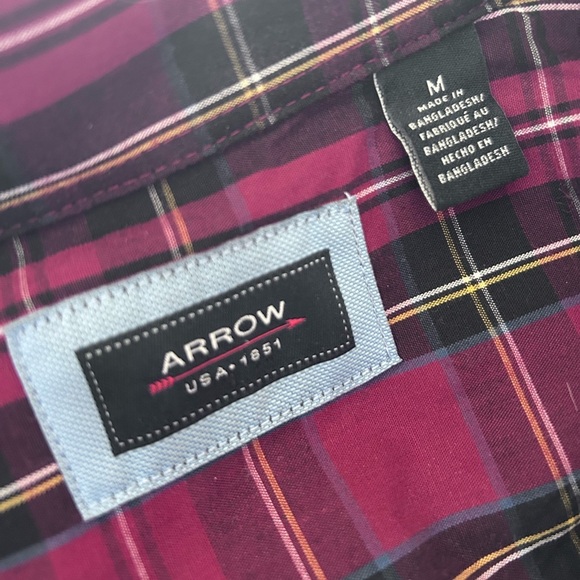 M
MADE IN
BANGLADESH/
FABRIQUÉ AU
BANGLADESH/
HECHO EN
BANGLADESH
ARROW
USA • 1851